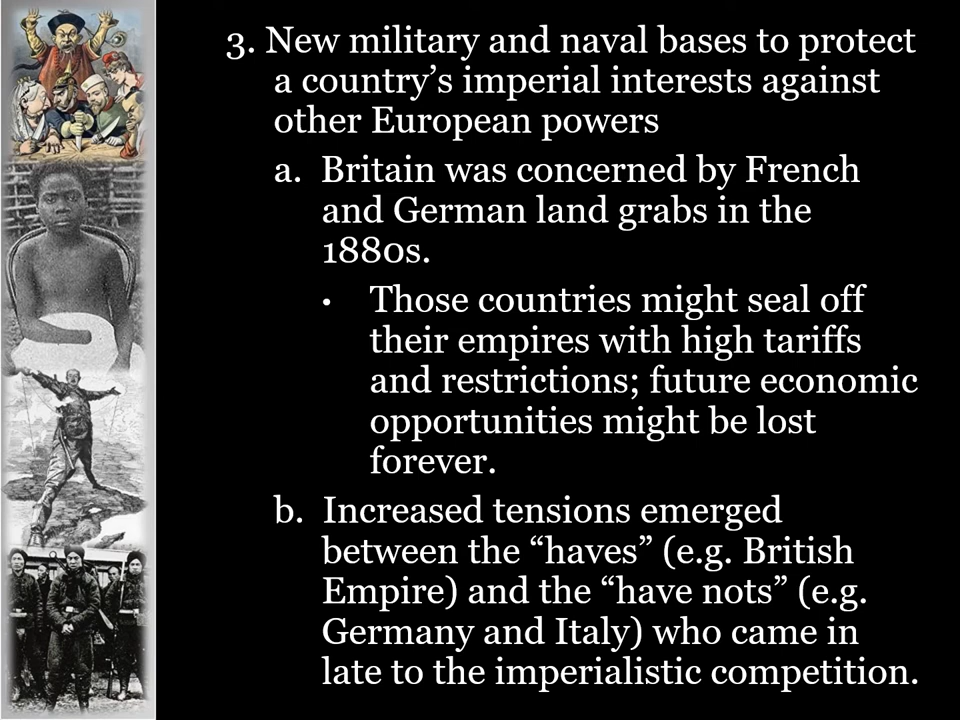 3. New military and naval bases to protect
a country’s imperial interests against
other European powers
a. Britain was concerned by French
and German land grabs in the
1880s.
• Those countries might seal off
their empires with high tariffs
and restrictions; future economic
opportunities might be lost
forever.
b. Increased tensions emerged
between the “haves” (e.g. British
Empire) and the “have nots” (e.g.
Germany and Italy) who came in
late to the imperialistic competition.